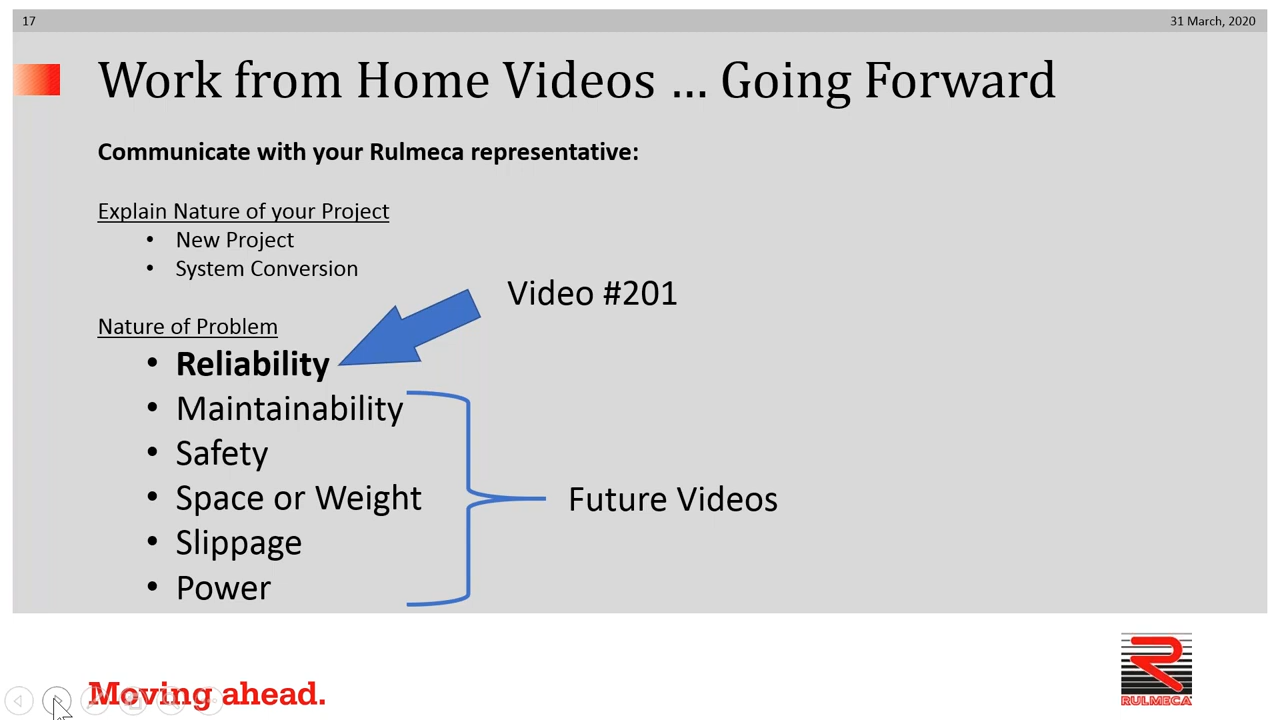 17
31 March, 2020
Work from Home Videos ... Going Forward
Communicate with your Rulmeca representative:
Explain Nature of your Project
• New Project
• System Conversion
Video #201
Nature of Problem
• Reliability
• Maintainability
• Safety
• Space or Weight
Future Videos
• Slippage
• Power
Moving ahead.
RULMECA